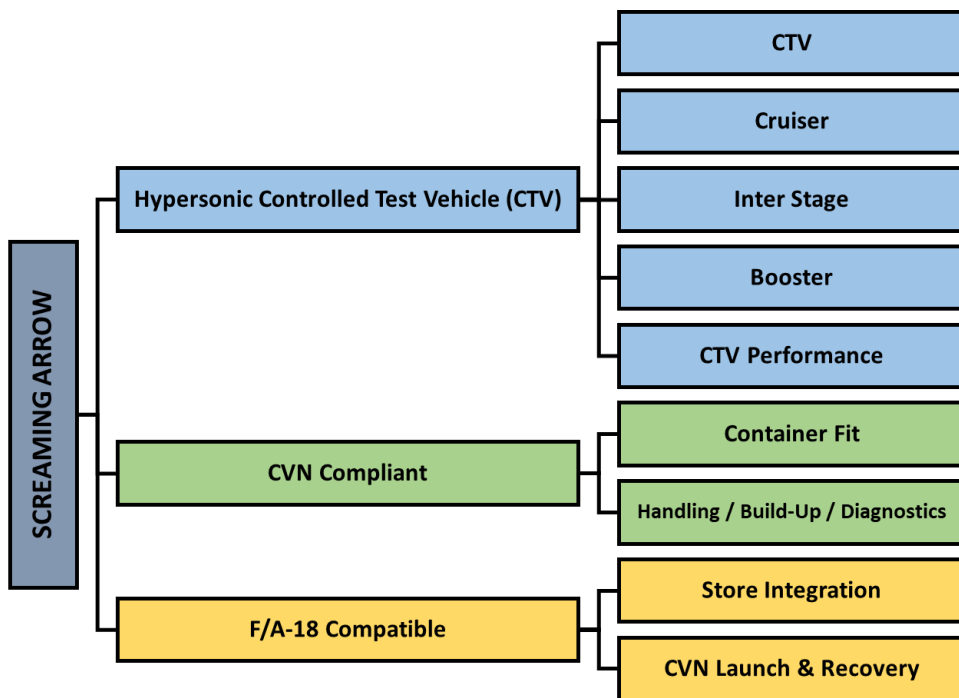 SCREAMING ARROW
Hypersonic Controlled Test Vehicle (CTV)
CTV
Cruiser
Inter Stage
Booster
CTV Performance
CVN Compliant
Container Fit
Handling / Build-Up / Diagnostics
F/A-18 Compatible
Store Integration
CVN Launch & Recovery